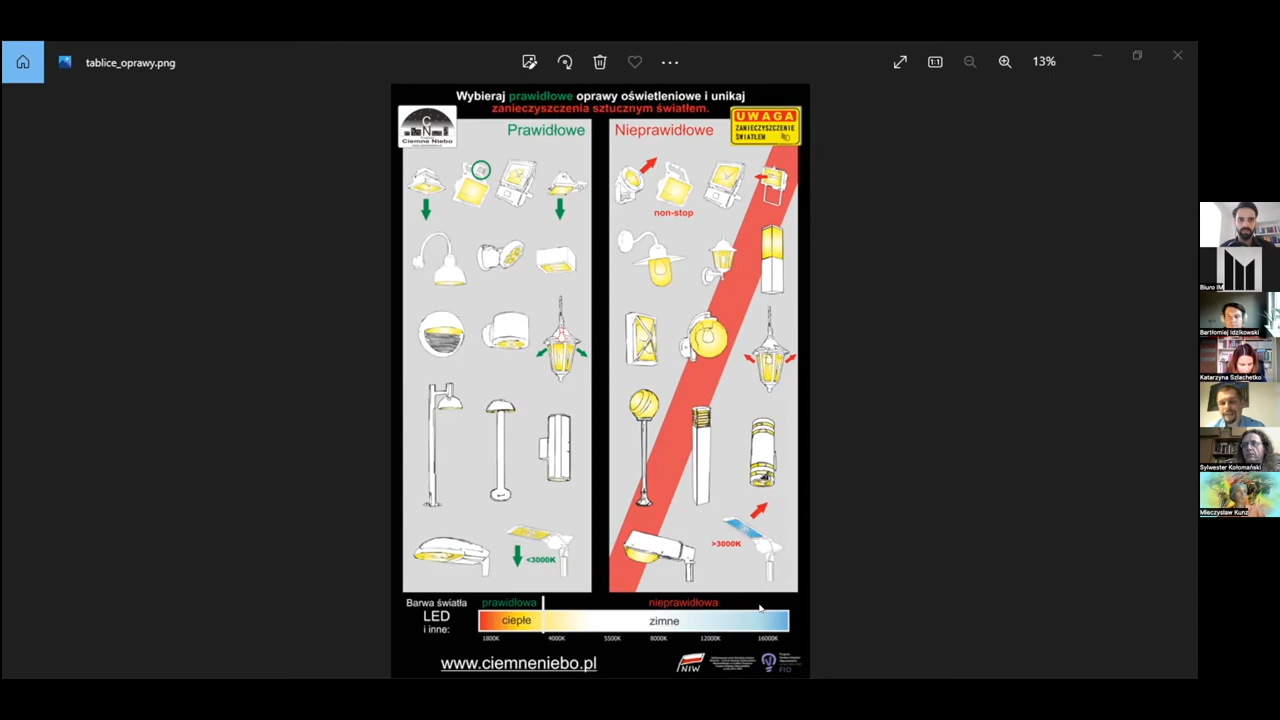 tablice_oprawy.png
13%
Wybieraj prawidłowe oprawy oświetleniowe i unikaj
zanieczyszczenia sztucznym światłem.
CN
Ciemne Niebo
UWAGA
ZANIECZYSZCZENIE
ŚWIATŁEM
Prawidłowe
Nieprawidłowe
non-stop
<3000K
>3000K
Barwa światła
LED
i inne:
prawidłowa
nieprawidłowa
ciepłe
zimne
1800K 4000K 5500K 8000K 12000K 16000K
www.ciemneniebo.pl
NIW
FIO
Biuro IM
Bartłomiej Idzikowski
Katarzyna Szlachetko
Sylwester Kołomański
Mieczysław Kunz